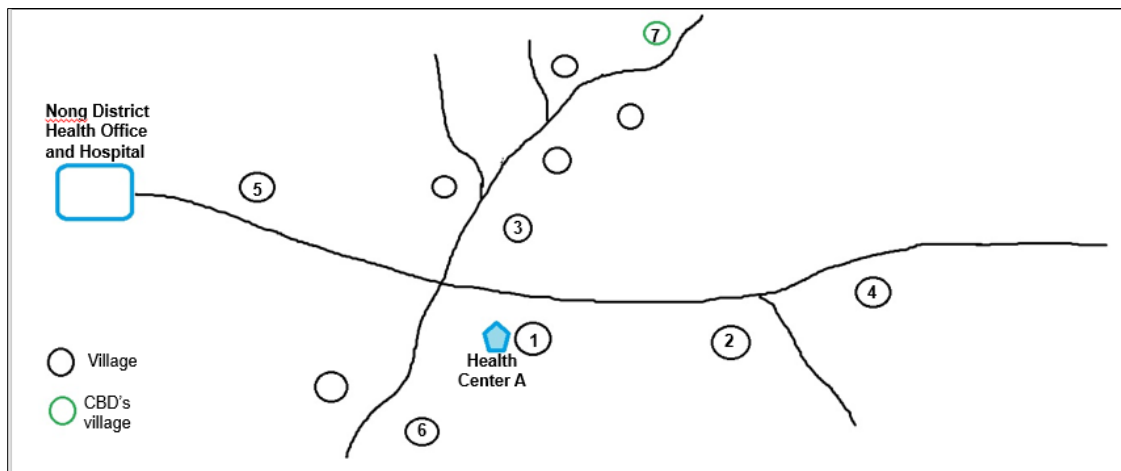 7
Nong District
Health Office
and Hospital
5
3
4
1
2
Health
Center A
Village
CBD's
village
6